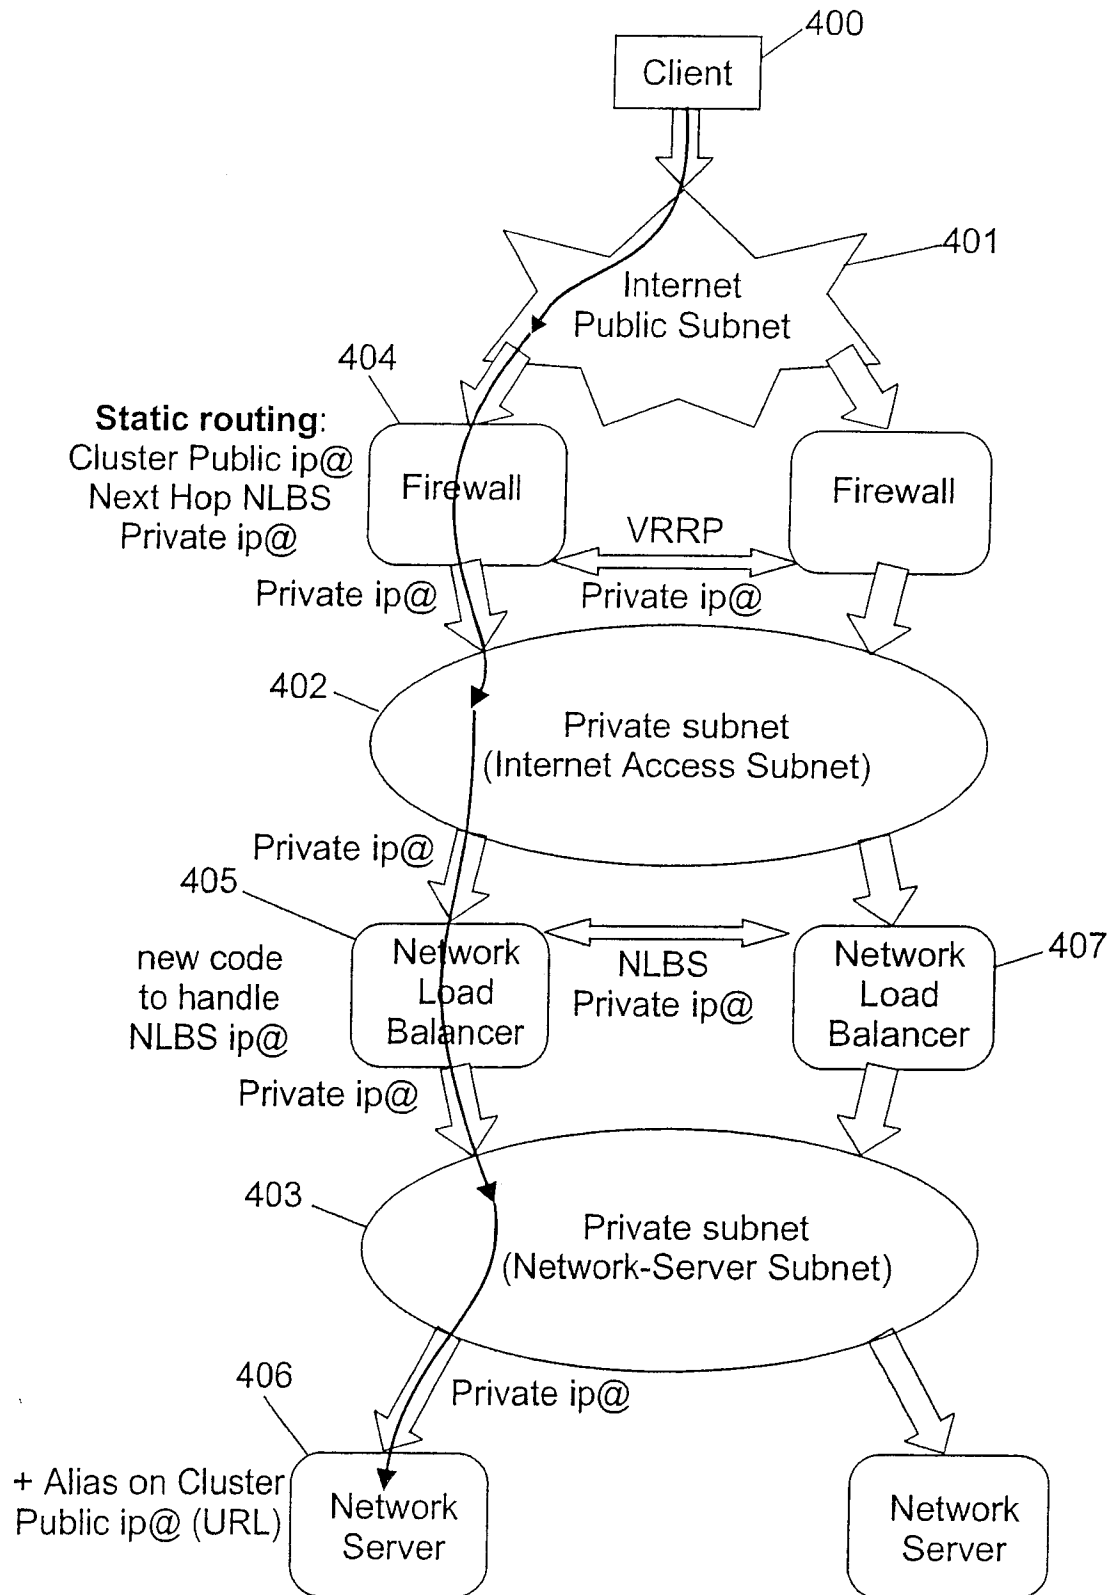 400
Client
401
Internet
Public Subnet
404
Static routing:
Cluster Public ip@
Next Hop NLBS
Private ip@
Firewall
Firewall
VRRP
Private ip@
Private ip@
402
Private subnet
(Internet Access Subnet)
Private ip@
405
new code
to handle
NLBS ip@
Network
Load
Balancer
NLBS
Private ip@
Network
Load
Balancer
407
Private ip@
403
Private subnet
(Network-Server Subnet)
406
Private ip@
+ Alias on Cluster
Public ip@ (URL)
Network
Server
Network
Server